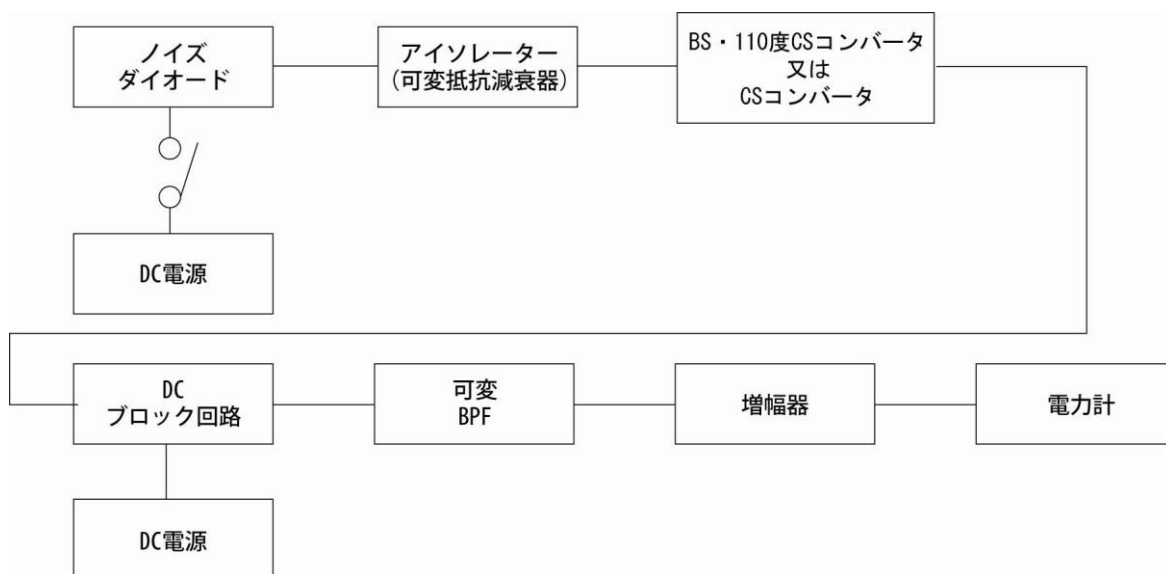 ノイズ
ダイオード
アイソレーター
(可変抵抗減衰器)
BS・110度CSコンバータ
又は
CSコンバータ
DC電源
DC
ブロック回路
可変
BPF
増幅器
電力計
DC電源